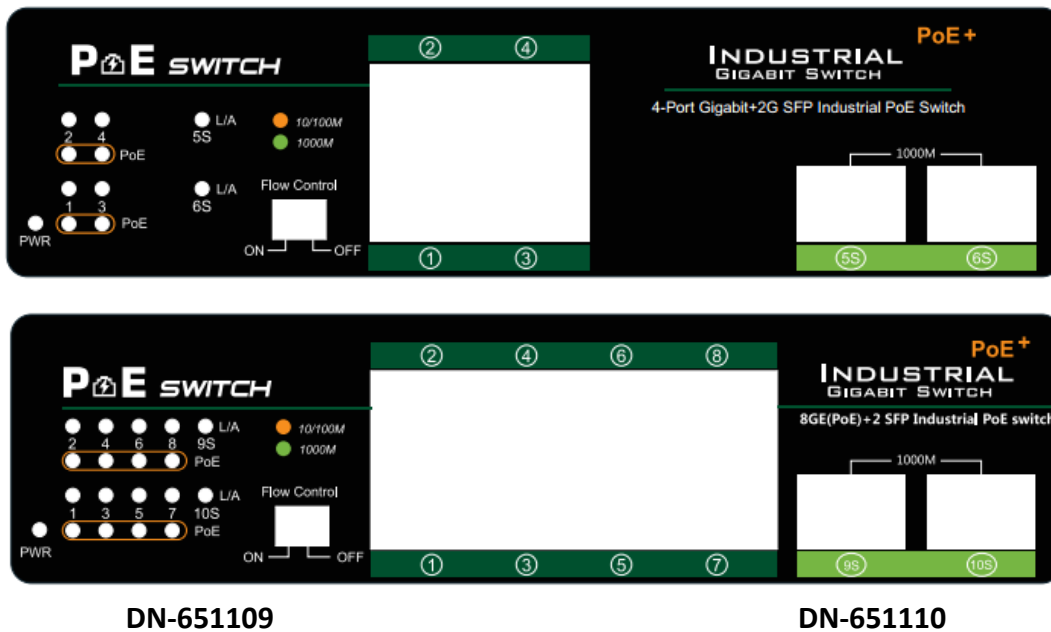 PoE SWITCH
2 4
PoE
1 3
PoE
PWR
L/A
5S
L/A
6S
10/100M
1000M
Flow Control
ON OFF
② ④
① ③
PoE+
INDUSTRIAL
GIGABIT SWITCH
4-Port Gigabit+2G SFP Industrial PoE Switch
1000M
5S 6S
PoE SWITCH
L/A
2 4 6 8 9S
PoE
L/A
1 3 5 7 10S
PoE
PWR
10/100M
1000M
Flow Control
ON OFF
② ④ ⑥ ⑧
① ③ ⑤ ⑦
PoE+
INDUSTRIAL
GIGABIT SWITCH
8GE(PoE)+2 SFP Industrial PoE switch
1000M
9S 10S
DN-651109 DN-651110